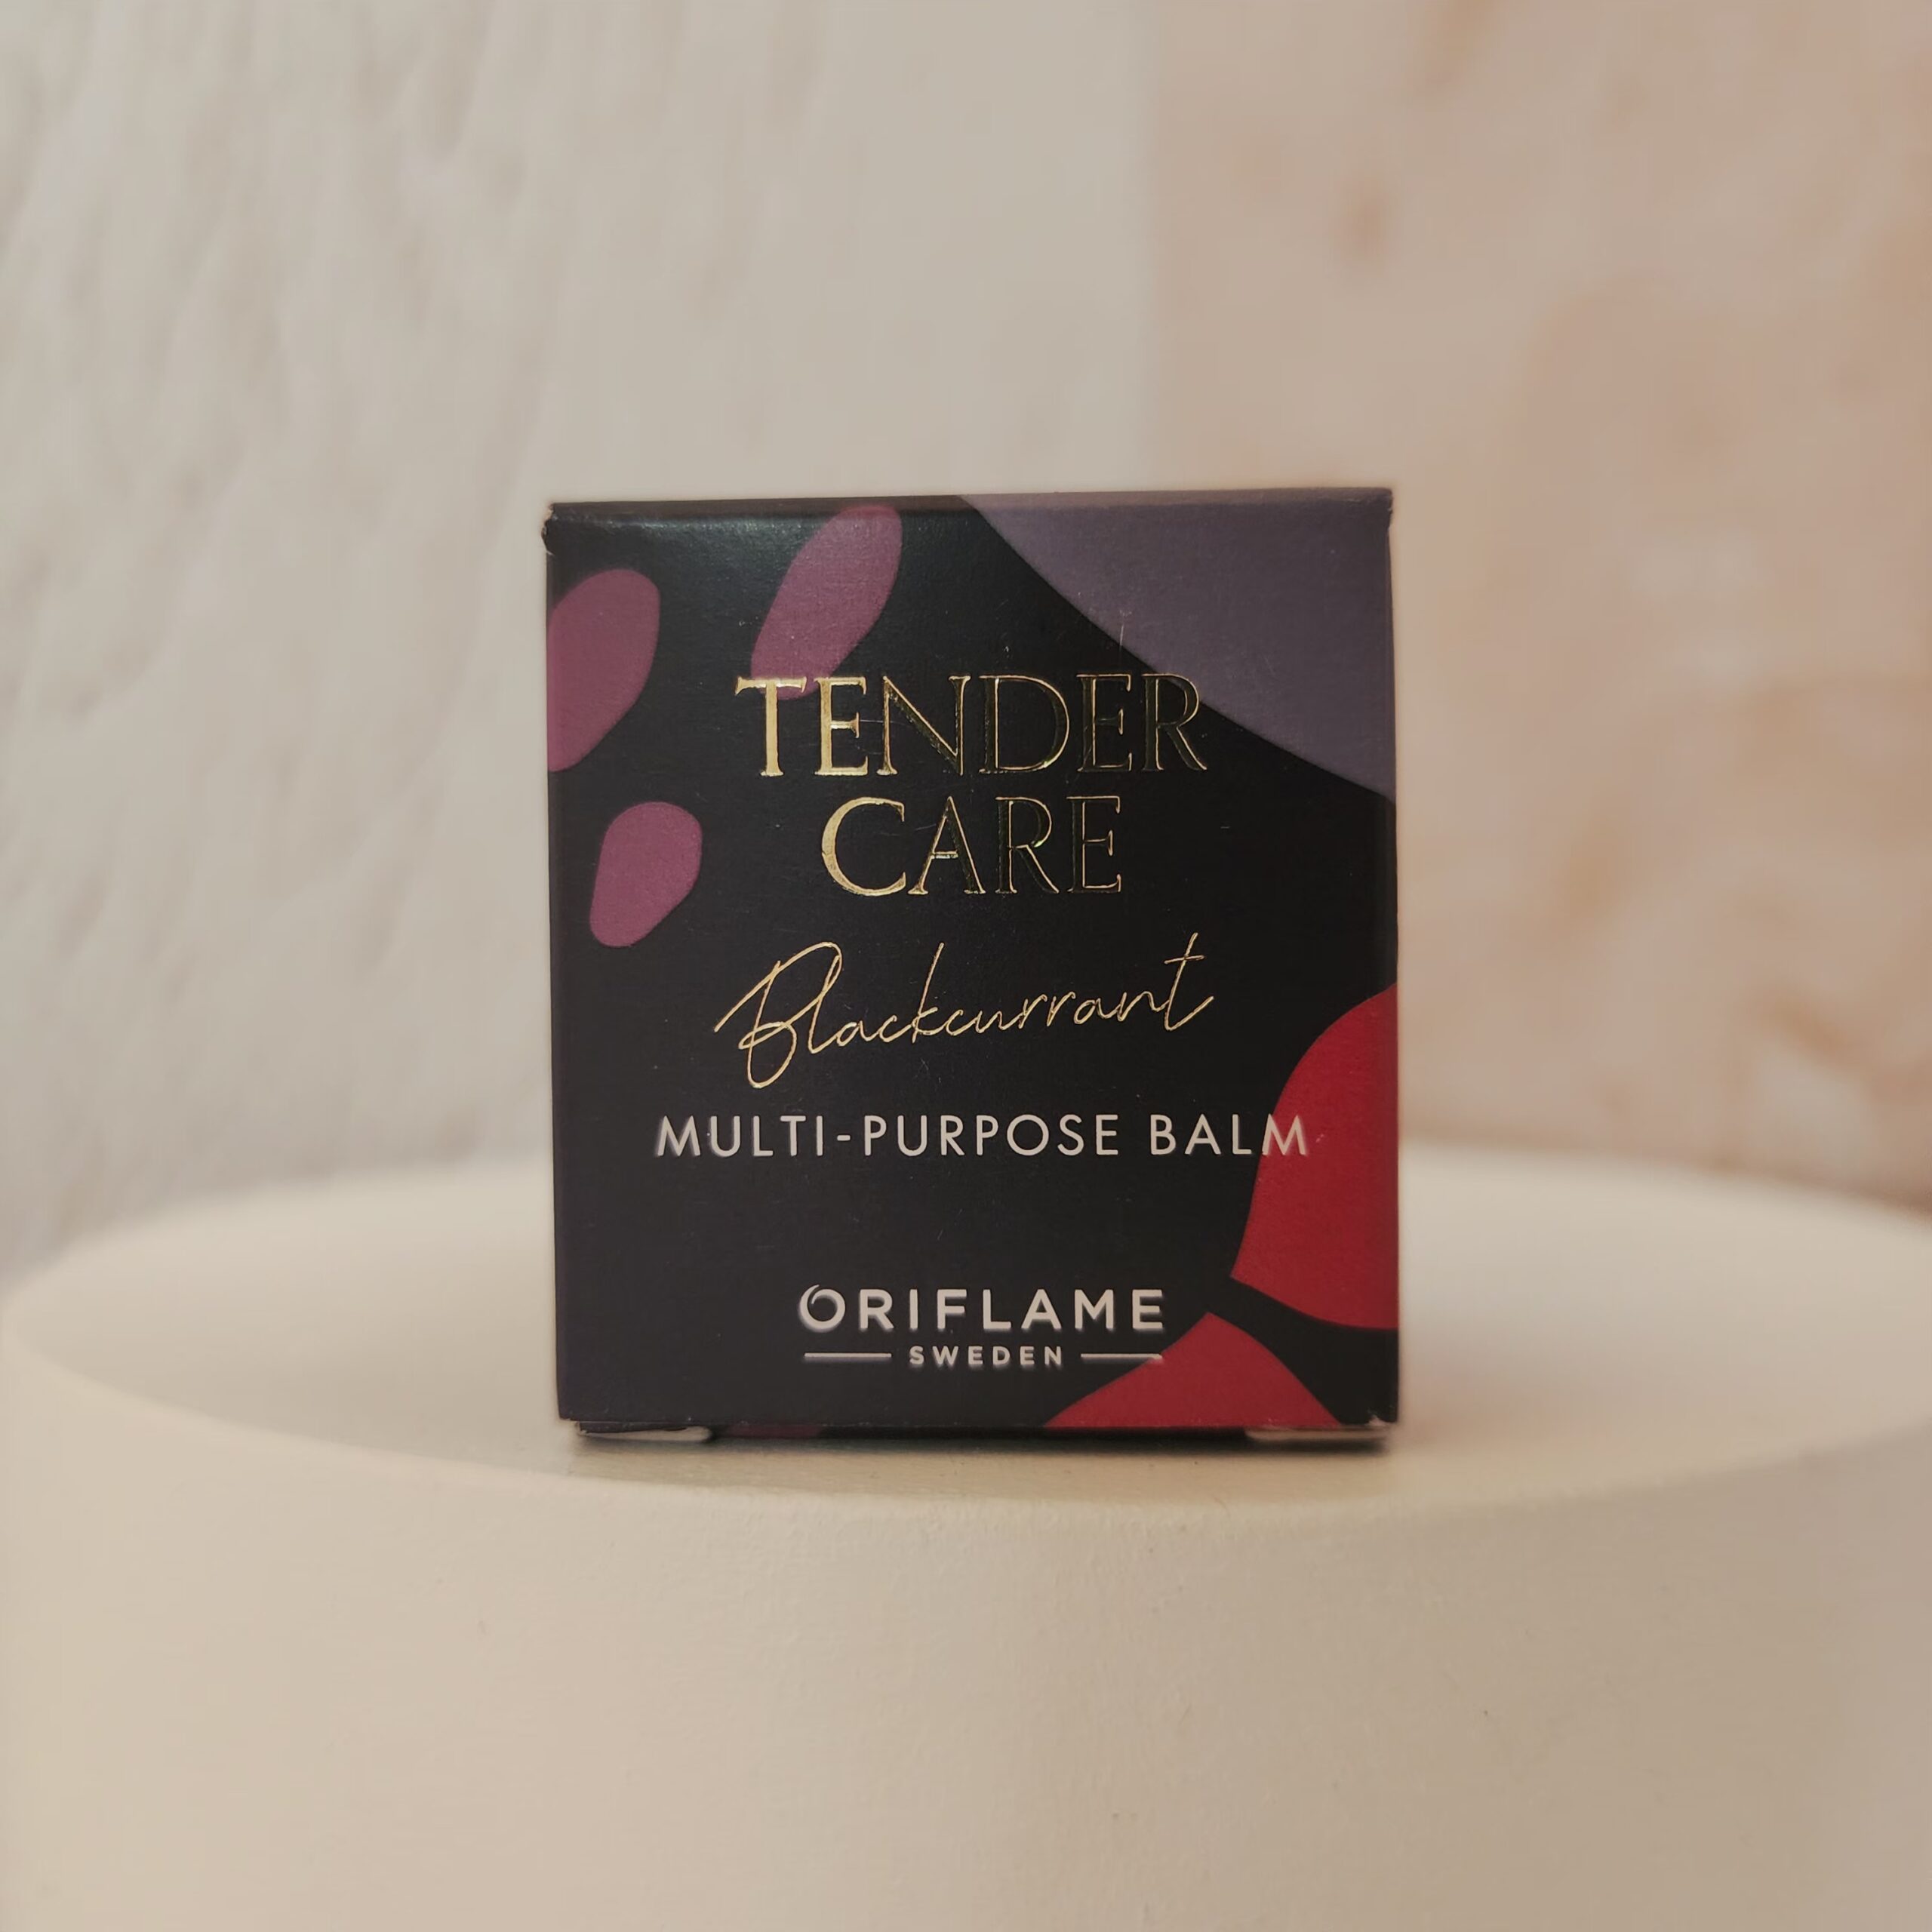 TENDER
CARE
Blackcurrant
MULTI-PURPOSE BALM
ORIFLAME
SWEDEN